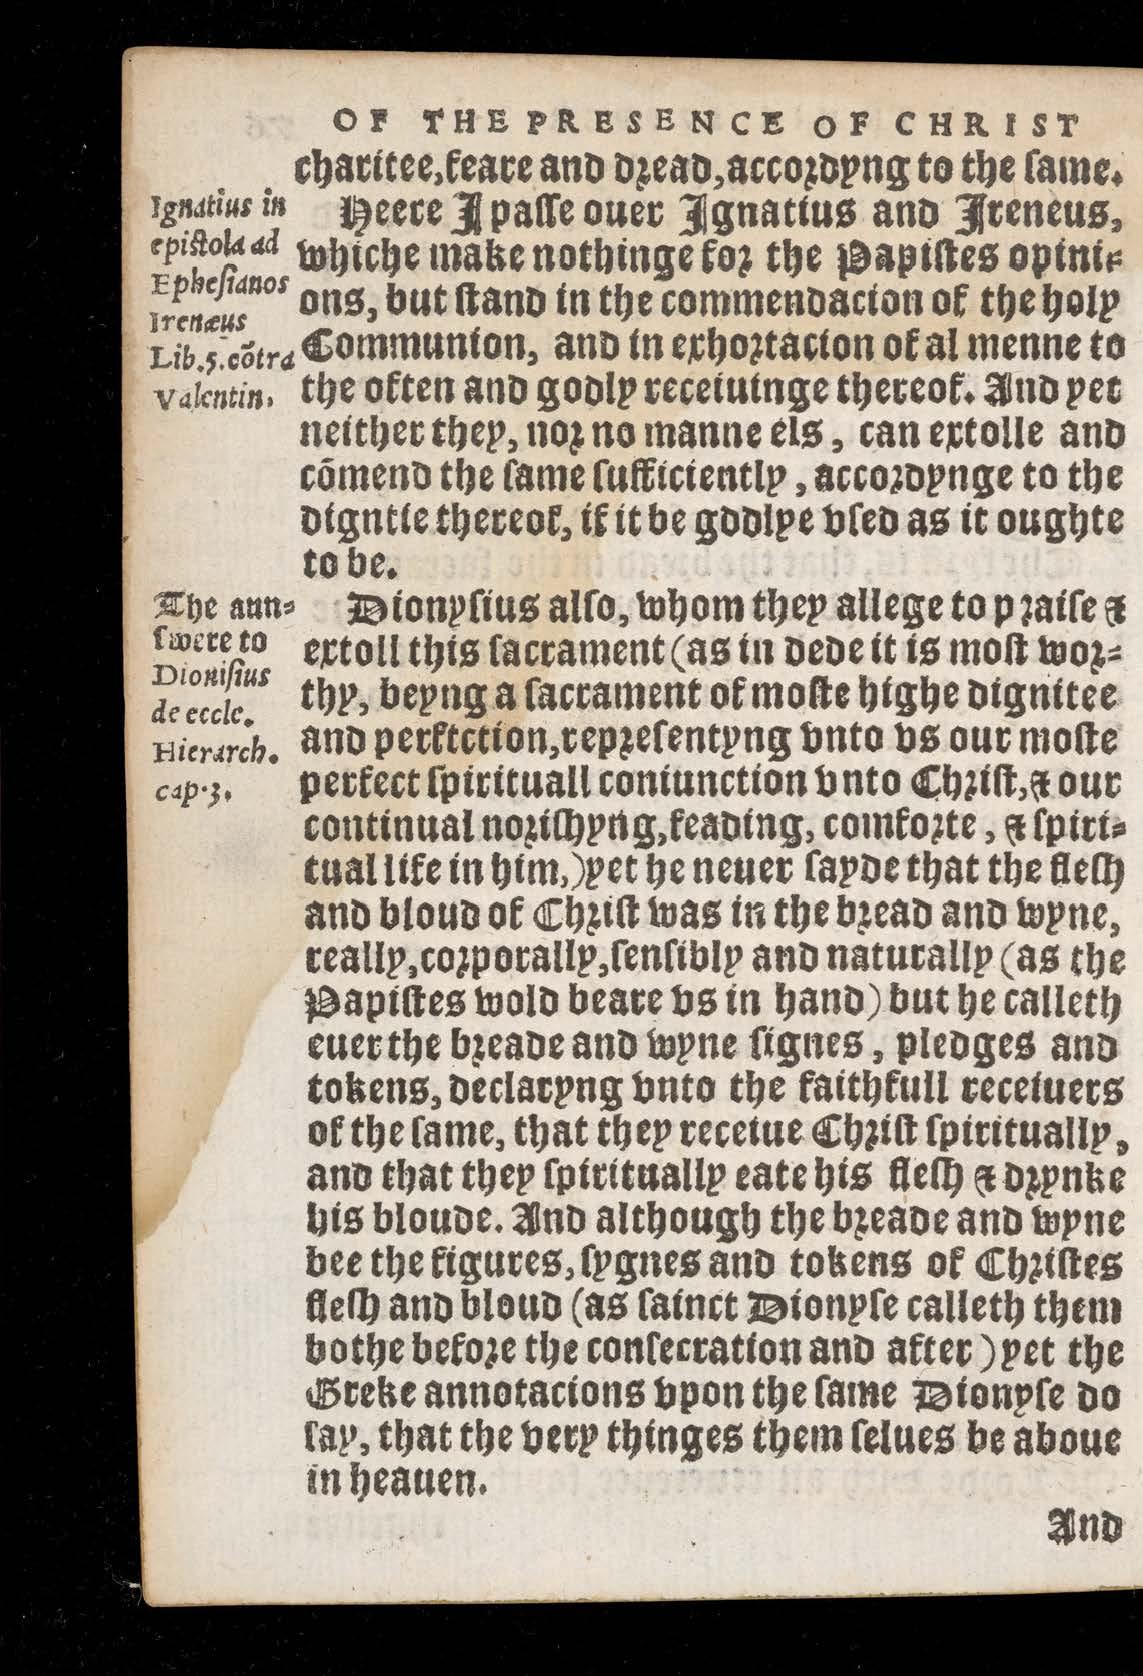 OF THE PRESENCE OF CHRIST
charitee, feare and dread, accordyng to the same.
Ignatius in
epistola ad
Ephesianos
Irenæus
Lib.5.cōtra
Valentin.
Heere I passe ouer Ignatius and Ireneus,
whiche make nothinge for the Papistes opini-
ons, but stand in the commendacion of the holy
Communion, and in exhortacion of al menne to
the often and godly receiuinge thereof. And yet
neither they, nor no manne els, can extolle and
cōmend the same sufficiently, accordynge to the
digntie thereof, if it be godlye vsed as it oughte
to be.
The aun-
swere to
Dionisius
de eccle.
Hierarch.
cap.3.
Dionysius also, whom they allege to praise &
extoll this sacrament (as in dede it is most wor-
thy, beyng a sacrament of moste highe dignitee
and perftction, representyng vnto vs our moste
perfect spirituall coniunction vnto Christ, & our
continual norishyng, feading, comforte, & spiri-
tual life in him,) yet he neuer sayde that the flesh
and bloud of Christ was in the bread and wyne,
really, corporally, sensibly and naturally (as the
Papistes wold beare vs in hand) but he calleth
euer the breade and wyne signes, pledges and
tokens, declaryng vnto the faithfull receiuers
of the same, that they receiue Christ spiritually,
and that they spiritually eate his flesh & drynke
his bloude. And although the breade and wyne
bee the figures, sygnes and tokens of Christes
flesh and bloud (as sainct Dionyse calleth them
bothe before the consecration and after) yet the
Greke annotacions vpon the same Dionyse do
say, that the very thinges them selues be aboue
in heauen.
And